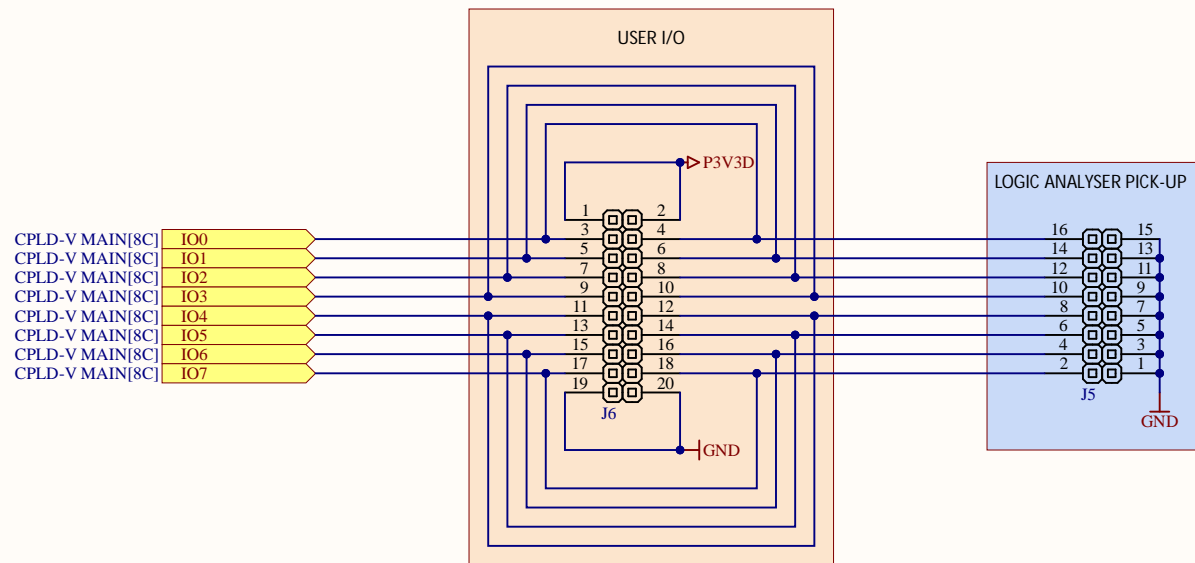 USER I/O
P3V3D
LOGIC ANALYSER PICK-UP
1 2
CPLD-V MAIN[8C] IO0 3 4 16 15
CPLD-V MAIN[8C] IO1 5 6 14 13
CPLD-V MAIN[8C] IO2 7 8 12 11
CPLD-V MAIN[8C] IO3 9 10 10 9
CPLD-V MAIN[8C] IO4 11 12 8 7
CPLD-V MAIN[8C] IO5 13 14 6 5
CPLD-V MAIN[8C] IO6 15 16 4 3
CPLD-V MAIN[8C] IO7 17 18 2 1
19 20
J6 J5
GND
GND